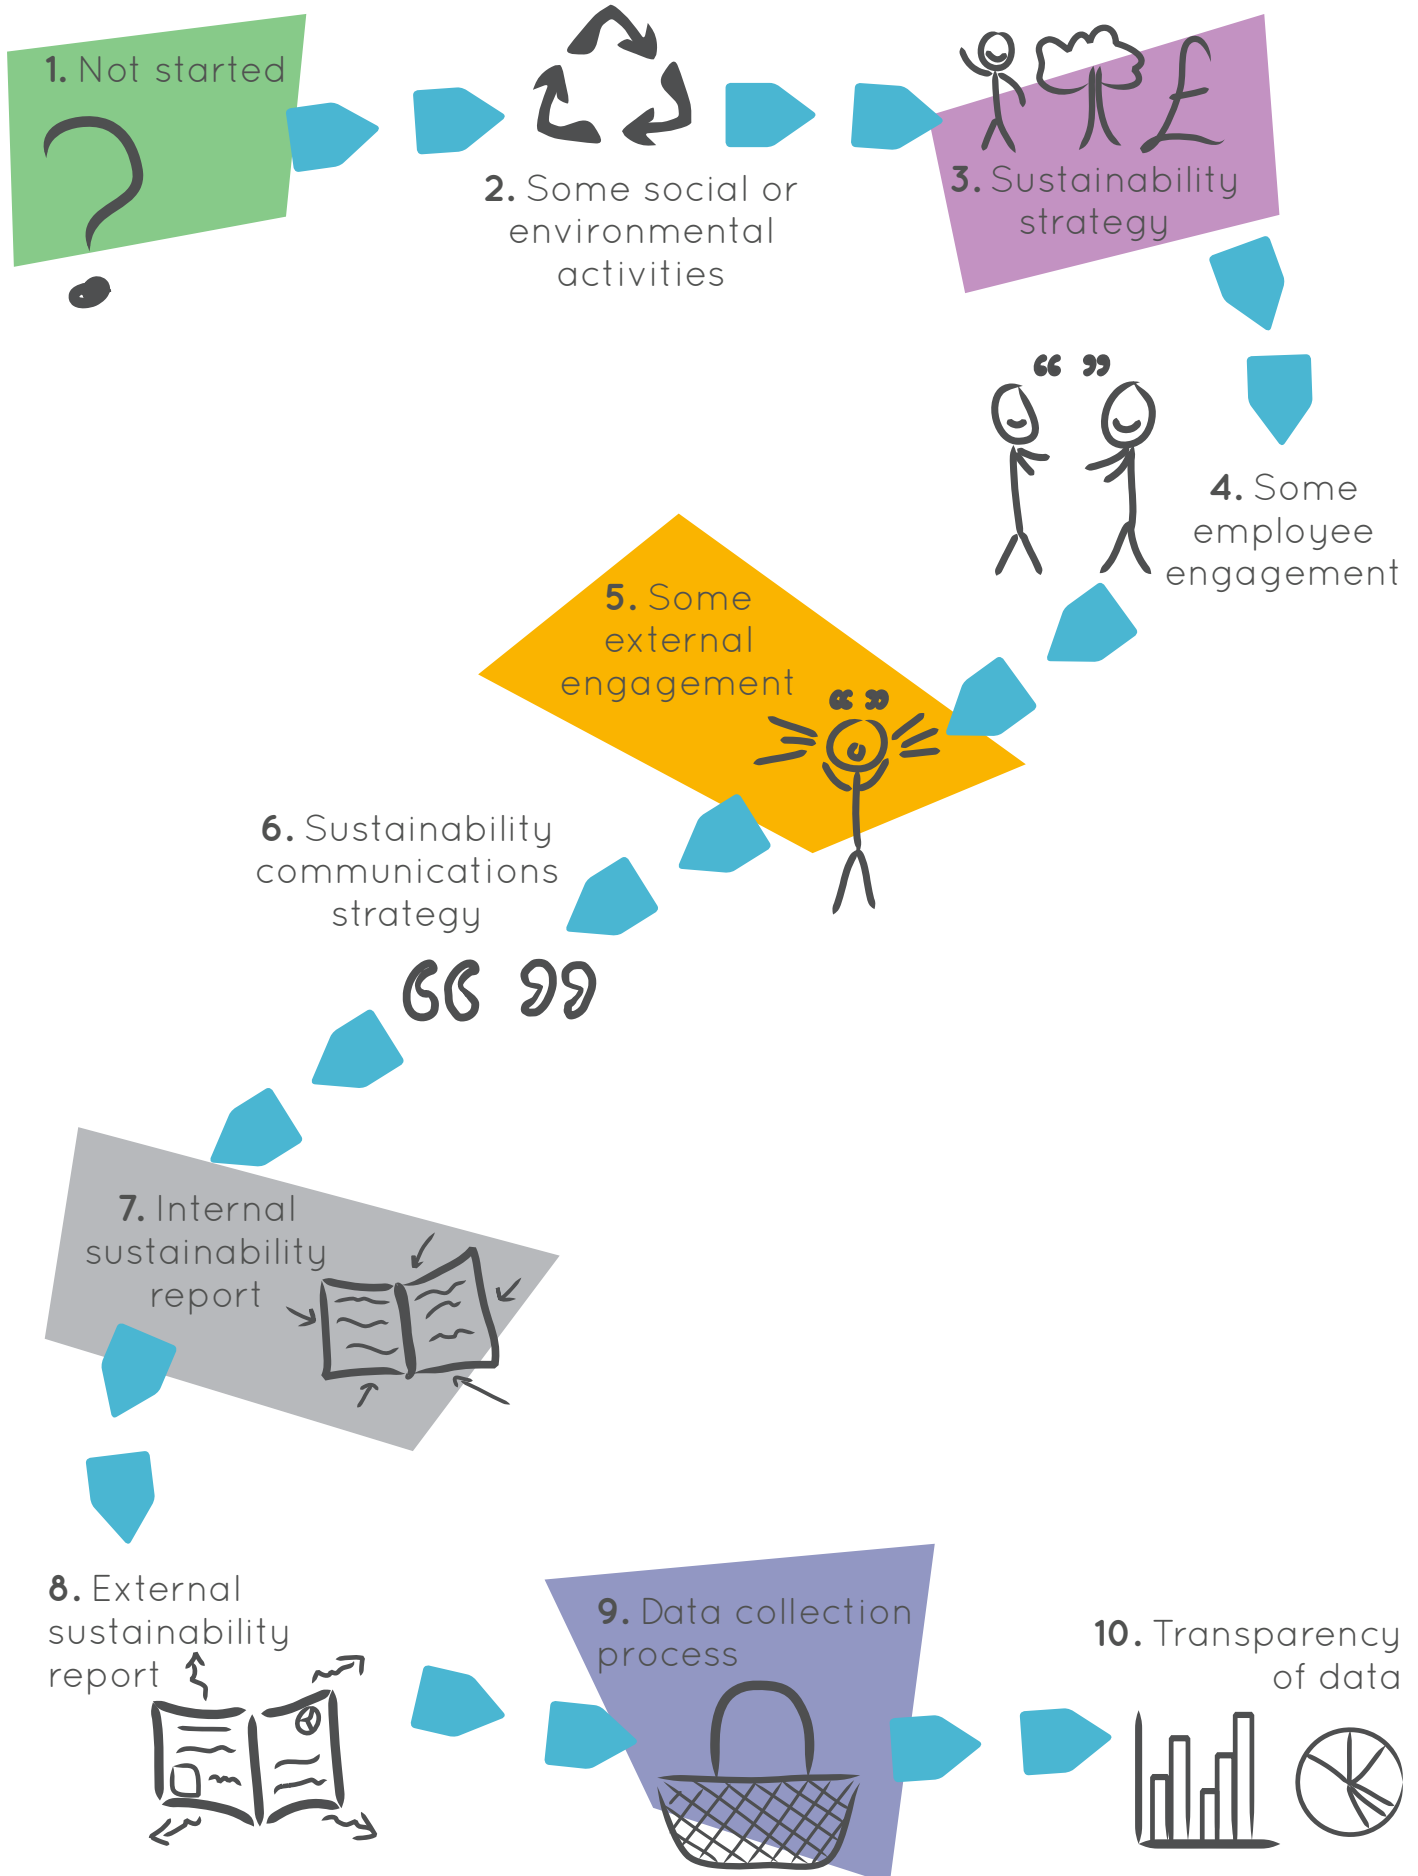 1. Not started
2. Some social or
environmental
activities
3. Sustainability
strategy
£
“ ”
4. Some
employee
engagement
5. Some
external
engagement
“ ”
6. Sustainability
communications
strategy
“ ”
7. Internal
sustainability
report
8. External
sustainability
report
9. Data collection
process
10. Transparency
of data